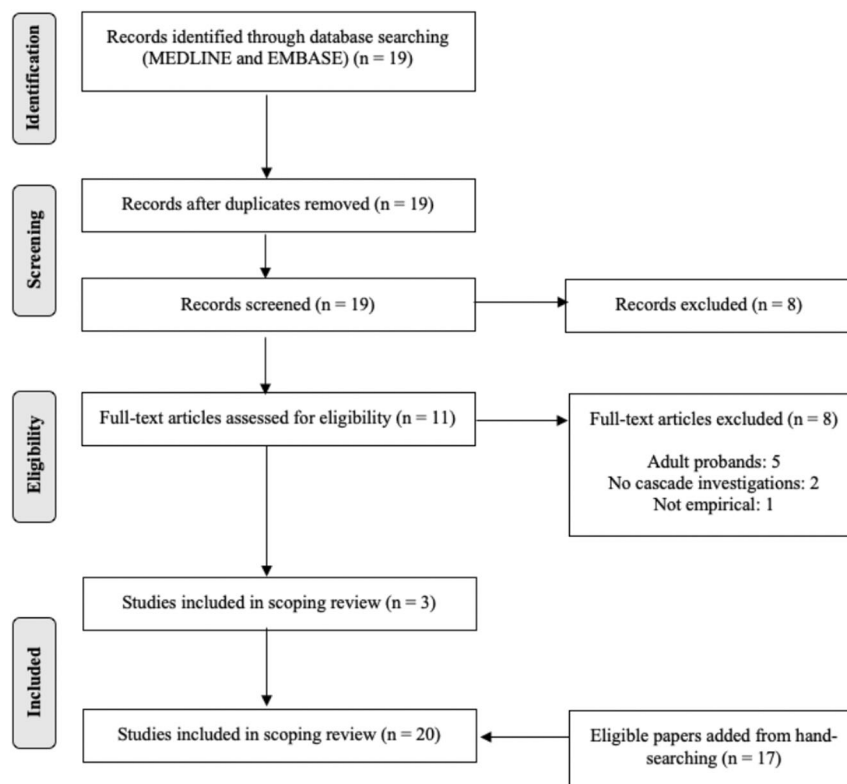 Identification
Records identified through database searching
(MEDLINE and EMBASE) (n = 19)
Screening
Records after duplicates removed (n = 19)
Records screened (n = 19)
Records excluded (n = 8)
Eligibility
Full-text articles assessed for eligibility (n = 11)
Full-text articles excluded (n = 8)
Adult probands: 5
No cascade investigations: 2
Not empirical: 1
Included
Studies included in scoping review (n = 3)
Studies included in scoping review (n = 20)
Eligible papers added from hand-
searching (n = 17)